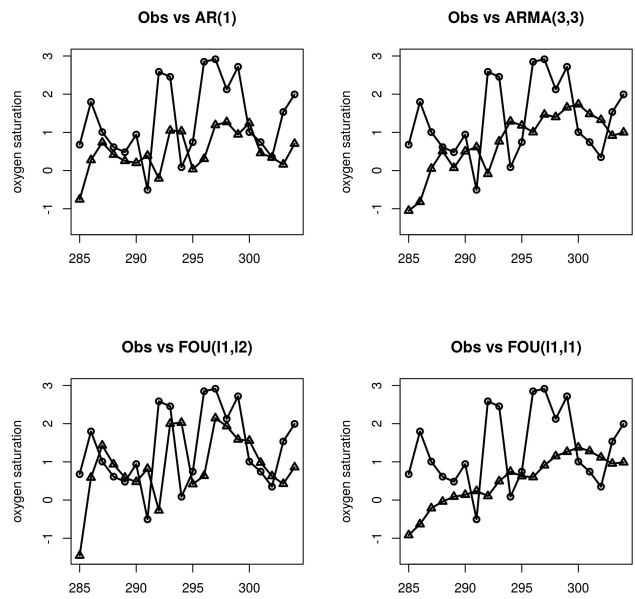 Obs vs AR(1)
oxygen saturation
3
2
1
0
-1
285 290 295 300
Obs vs ARMA(3,3)
oxygen saturation
3
2
1
0
-1
285 290 295 300
Obs vs FOU(l1,l2)
oxygen saturation
3
2
1
0
-1
285 290 295 300
Obs vs FOU(l1,l1)
oxygen saturation
3
2
1
0
-1
285 290 295 300